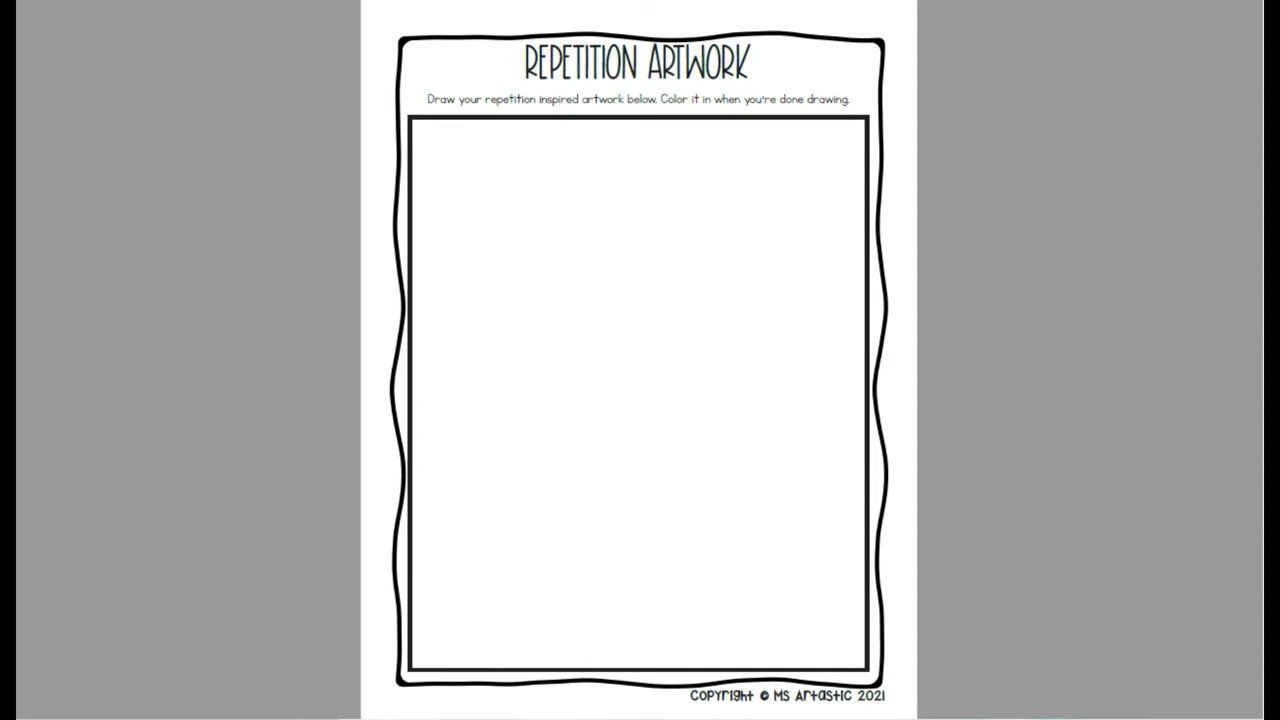 REPETITION ARTWORK
Draw your repetition inspired artwork below. Color it in when you're done drawing.
Copyright © Ms Artastic 2021